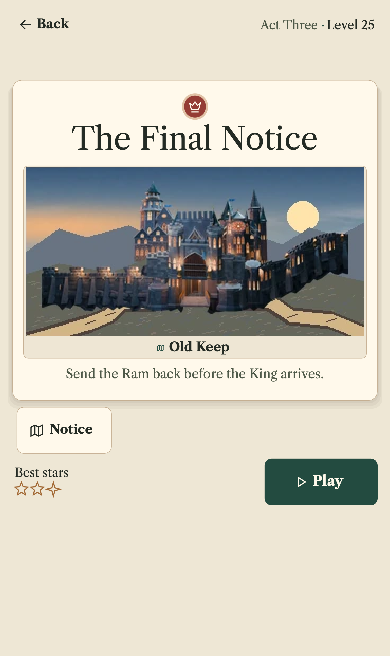 Back
Act Three · Level 25
The Final Notice
Old Keep
Send the Ram back before the King arrives.
Notice
Best stars
Play